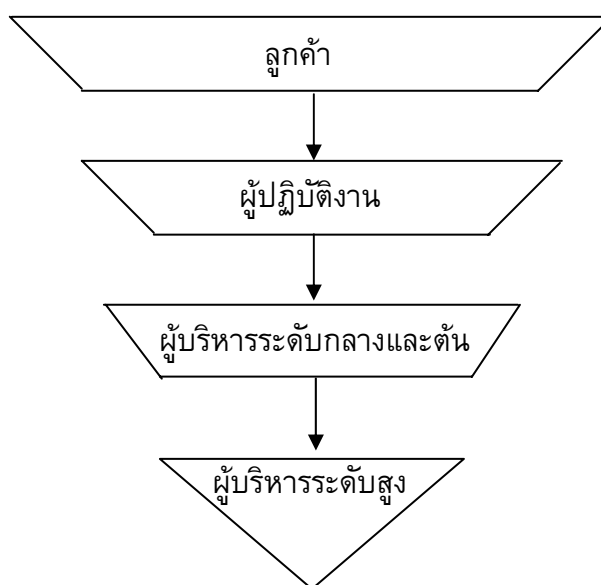 ลูกค้า
ผู้ปฏิบัติงาน
ผู้บริหารระดับกลางและต้น
ผู้บริหารระดับสูง